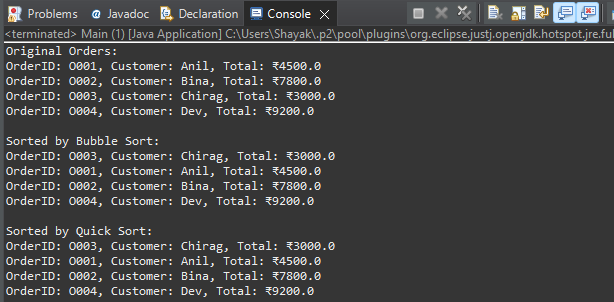 Problems @ Javadoc Declaration Console
<terminated> Main (1) [Java Application] C:\Users\Shayak\.p2\pool\plugins\org.eclipse.justj.openjdk.hotspot.jre.ful
Original Orders:
OrderID: O001, Customer: Anil, Total: ₹4500.0
OrderID: O002, Customer: Bina, Total: ₹7800.0
OrderID: O003, Customer: Chirag, Total: ₹3000.0
OrderID: O004, Customer: Dev, Total: ₹9200.0
Sorted by Bubble Sort:
OrderID: O003, Customer: Chirag, Total: ₹3000.0
OrderID: O001, Customer: Anil, Total: ₹4500.0
OrderID: O002, Customer: Bina, Total: ₹7800.0
OrderID: O004, Customer: Dev, Total: ₹9200.0
Sorted by Quick Sort:
OrderID: O003, Customer: Chirag, Total: ₹3000.0
OrderID: O001, Customer: Anil, Total: ₹4500.0
OrderID: O002, Customer: Bina, Total: ₹7800.0
OrderID: O004, Customer: Dev, Total: ₹9200.0